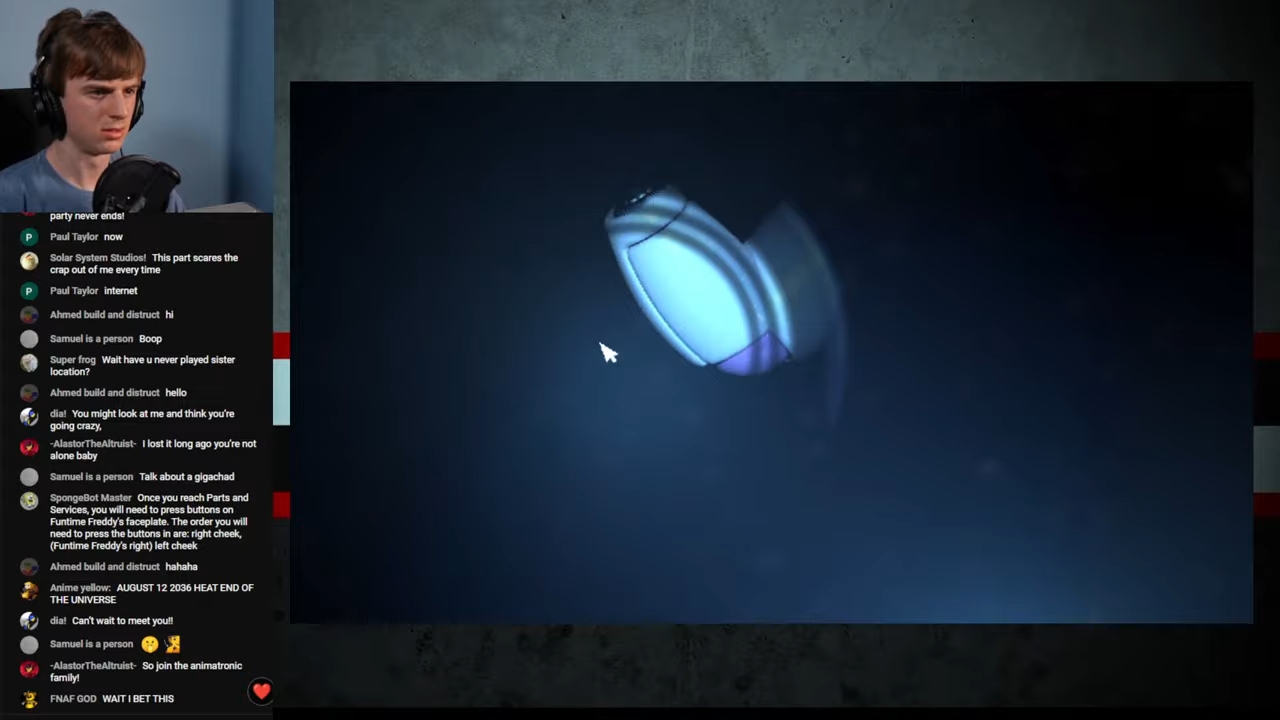 party never ends!
P Paul Taylor now
Solar System Studios! This part scares the
crap out of me every time
P Paul Taylor internet
Ahmed build and distruct hi
Samuel is a person Boop
Super frog Wait have u never played sister
location?
Ahmed build and distruct hello
dia! You might look at me and think you're
going crazy,
-AlastorTheAltruist- I lost it long ago you're not
alone baby
Samuel is a person Talk about a gigachad
SpongeBot Master Once you reach Parts and
Services, you will need to press buttons on
Funtime Freddy's faceplate. The order you will
need to press the buttons in are: right cheek,
(Funtime Freddy's right) left cheek
Ahmed build and distruct hahaha
Anime yellow: AUGUST 12 2036 HEAT END OF
THE UNIVERSE
dia! Can't wait to meet you!!
Samuel is a person
-AlastorTheAltruist- So join the animatronic
family!
FNAF GOD WAIT I BET THIS